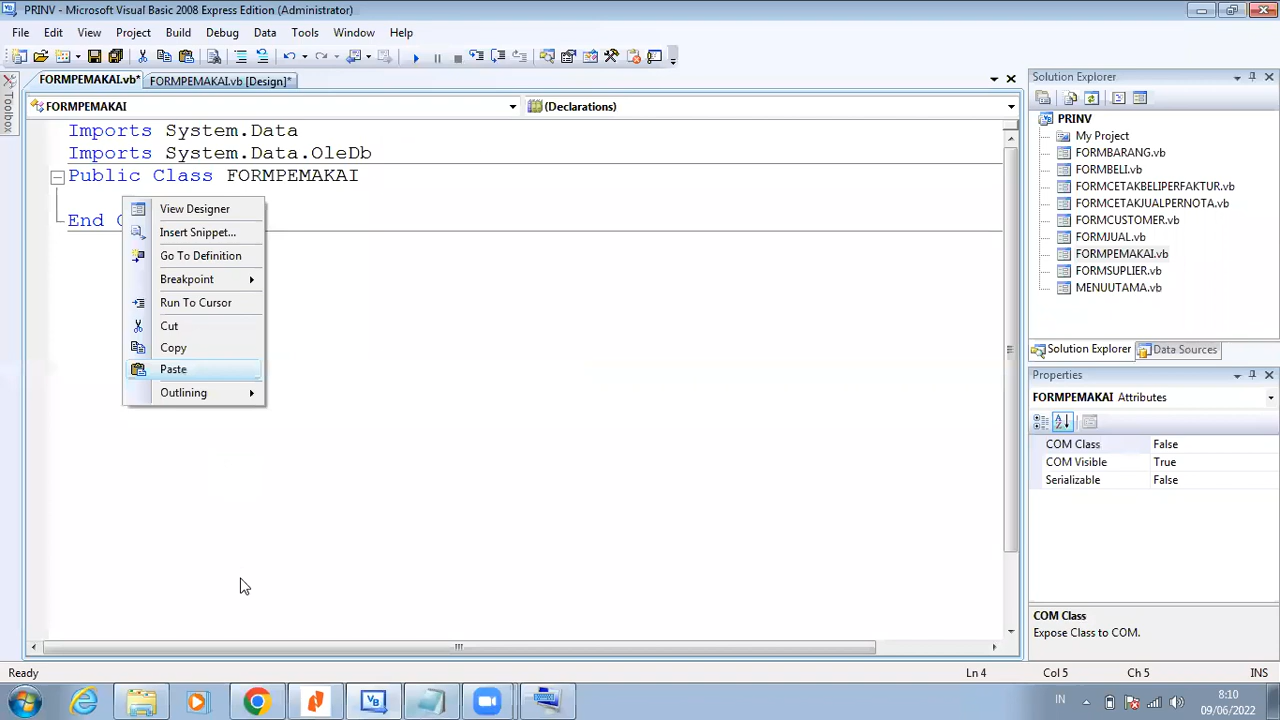 PRINV - Microsoft Visual Basic 2008 Express Edition (Administrator)
File Edit View Project Build Debug Data Tools Window Help
FORMPEMAKAI.vb* FORMPEMAKAI.vb [Design]*
FORMPEMAKAI (Declarations)
Toolbox
Imports System.Data
Imports System.Data.OleDb
Public Class FORMPEMAKAI
End
View Designer
Insert Snippet...
Go To Definition
Breakpoint
Run To Cursor
Cut
Copy
Paste
Outlining
Solution Explorer
PRINV
My Project
FORMBARANG.vb
FORMBELI.vb
FORMCETAKBELIPERFAKTUR.vb
FORMCETAKJUALPERNOTA.vb
FORMCUSTOMER.vb
FORMJUAL.vb
FORMPEMAKAI.vb
FORMSUPLIER.vb
MENUUTAMA.vb
Solution Explorer Data Sources
Properties
FORMPEMAKAI Attributes
COM Class False
COM Visible True
Serializable False
COM Class
Expose Class to COM.
Ready Ln 4 Col 5 Ch 5 INS
IN 8:10
09/06/2022